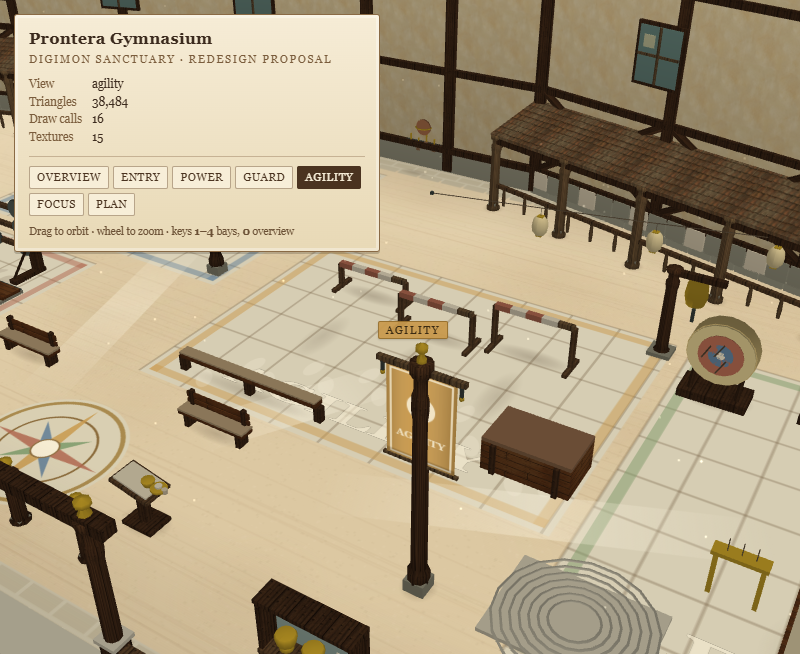 Prontera Gymnasium
DIGIMON SANCTUARY · REDESIGN PROPOSAL
View agility
Triangles 38,484
Draw calls 16
Textures 15
OVERVIEW ENTRY POWER GUARD AGILITY
FOCUS PLAN
Drag to orbit · wheel to zoom · keys 1–4 bays, 0 overview
AGILITY